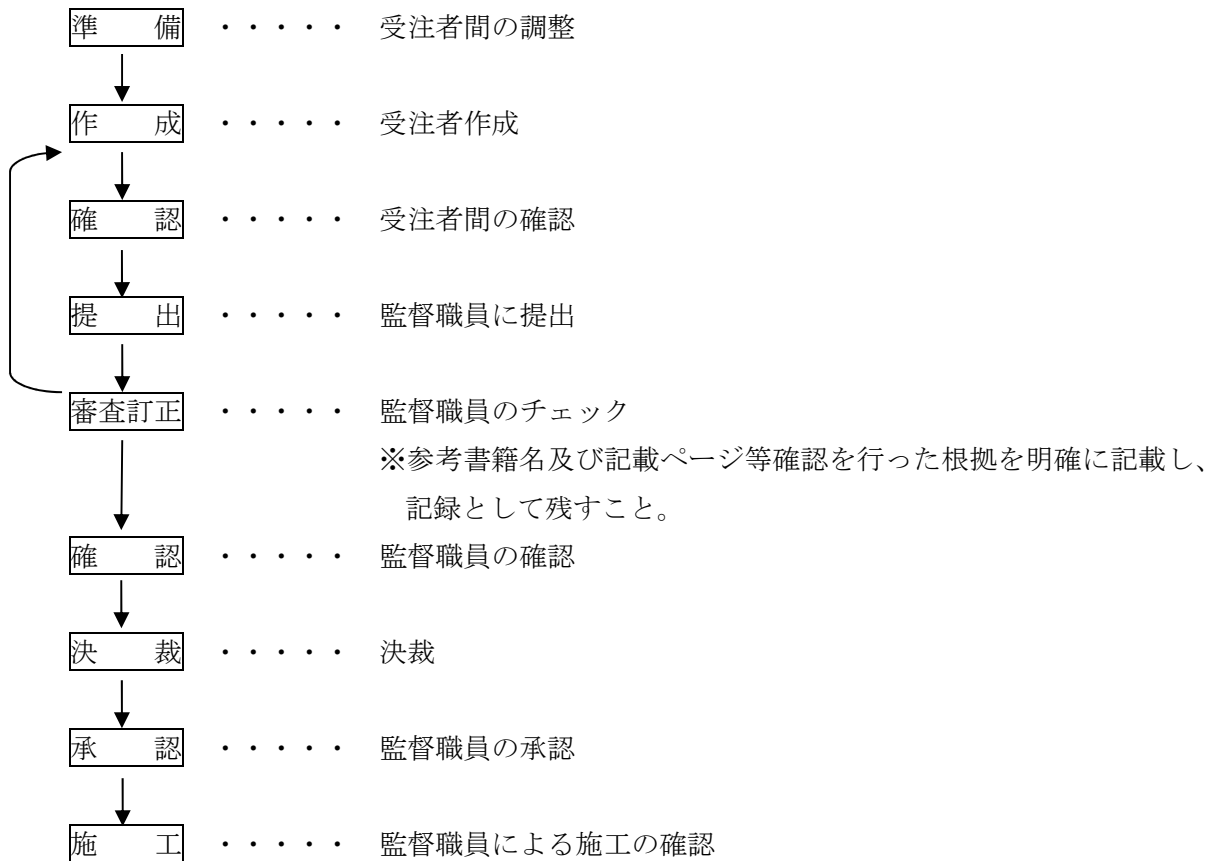 準　　備　・・・・・　受注者間の調整
作　　成　・・・・・　受注者作成
確　　認　・・・・・　受注者間の確認
提　　出　・・・・・　監督職員に提出
審査訂正　・・・・・　監督職員のチェック
※参考書籍名及び記載ページ等確認を行った根拠を明確に記載し、
記録として残すこと。
確　　認　・・・・・　監督職員の確認
決　　裁　・・・・・　決裁
承　　認　・・・・・　監督職員の承認
施　　工　・・・・・　監督職員による施工の確認